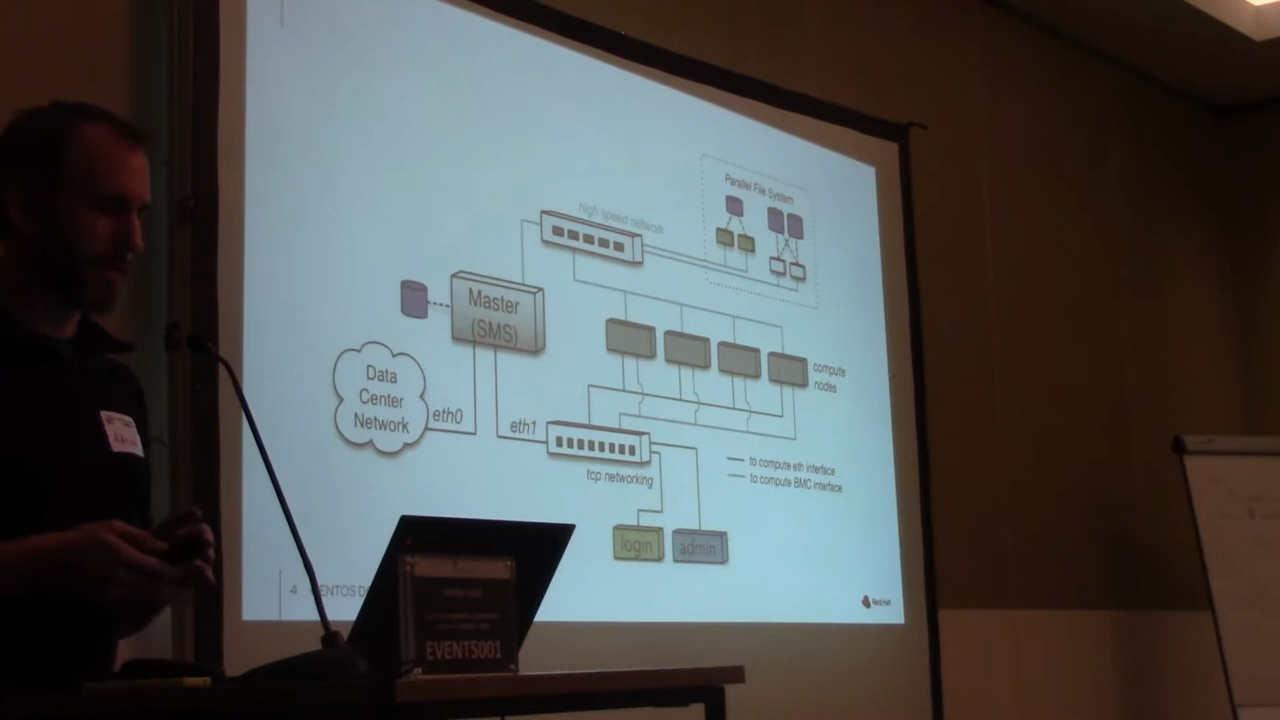 Parallel File System
high speed network
Master
(SMS)
Data
Center
Network
eth0
eth1
compute
nodes
tcp networking
to compute eth interface
to compute BMC interface
login
admin
4
CENTOS
Red Hat
EVENTS001